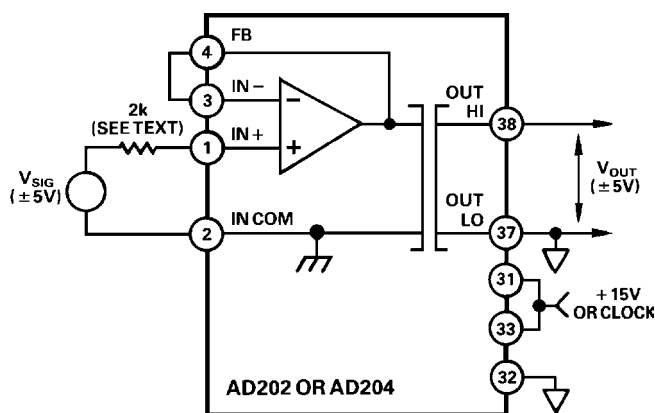 4
FB
3
IN –
–
2k
(SEE TEXT)
1
IN +
+
V_SIG
(± 5V)
2
IN COM
OUT
HI
38
V_OUT
(± 5V)
OUT
LO
37
31
+ 15V
OR CLOCK
33
32
AD202 OR AD204